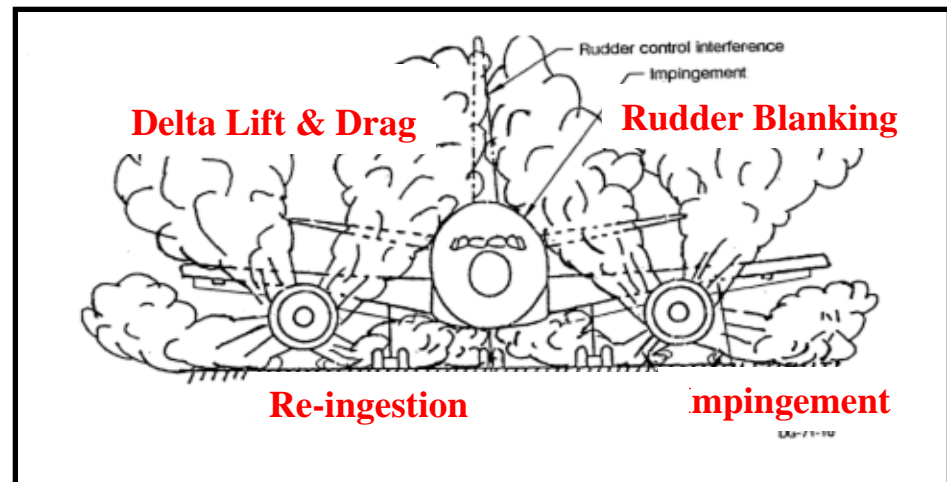 Rudder control interference
Impingement
Delta Lift & Drag
Rudder Blanking
Re-ingestion
mpingement